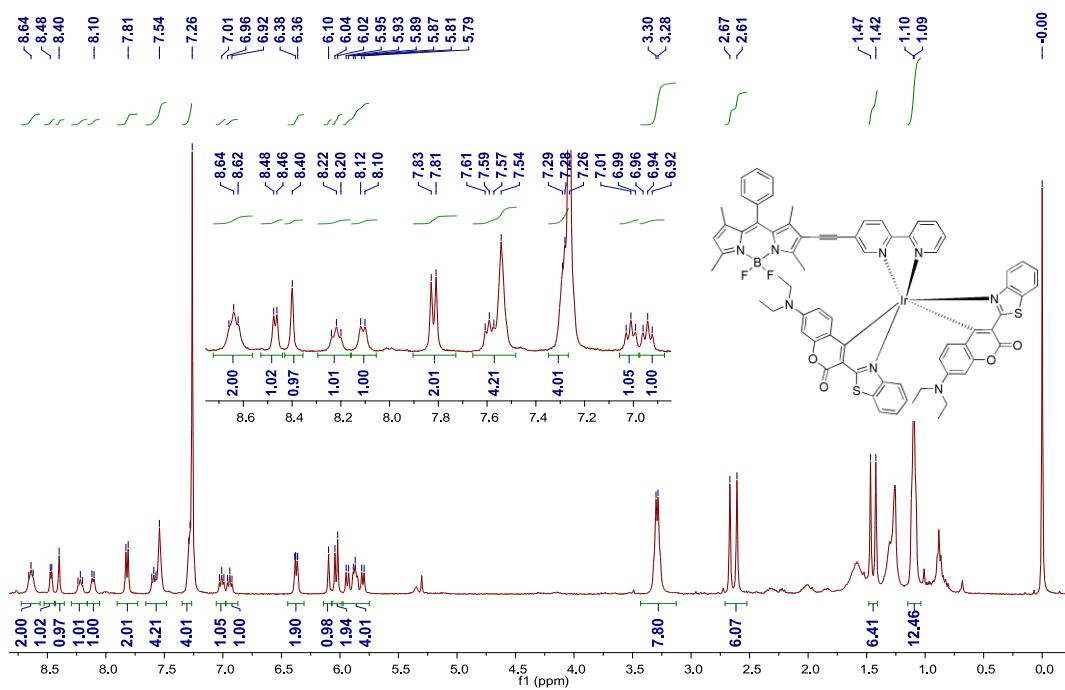 8.64 8.48 8.40 8.10 7.81 7.54 7.26 7.01 6.96 6.92 6.38 6.36 6.10 6.04 6.02 5.95 5.93 5.89 5.87 5.81 5.79 3.30 3.28 2.67 2.61 1.47 1.42 1.10 1.09 -0.00
8.64 8.62 8.48 8.46 8.40 8.22 8.20 8.12 8.10 7.83 7.81 7.61 7.59 7.57 7.54 7.29 7.28 7.26 7.01 6.99 6.96 6.94 6.92
2.00 1.02 0.97 1.01 1.00 2.01 4.21 4.01 1.05 1.00
8.6 8.4 8.2 8.0 7.8 7.6 7.4 7.2 7.0
N N N N
B
F F
Ir
N
N
S
N
O O
O
S
O
N
2.00 1.02 0.97 1.01 1.00 2.01 4.21 4.01 1.05 1.00 1.90 0.98 1.94 4.01 7.80 6.07 6.41 12.46
8.5 8.0 7.5 7.0 6.5 6.0 5.5 5.0 4.5 4.0 3.5 3.0 2.5 2.0 1.5 1.0 0.5 0.0
f1 (ppm)